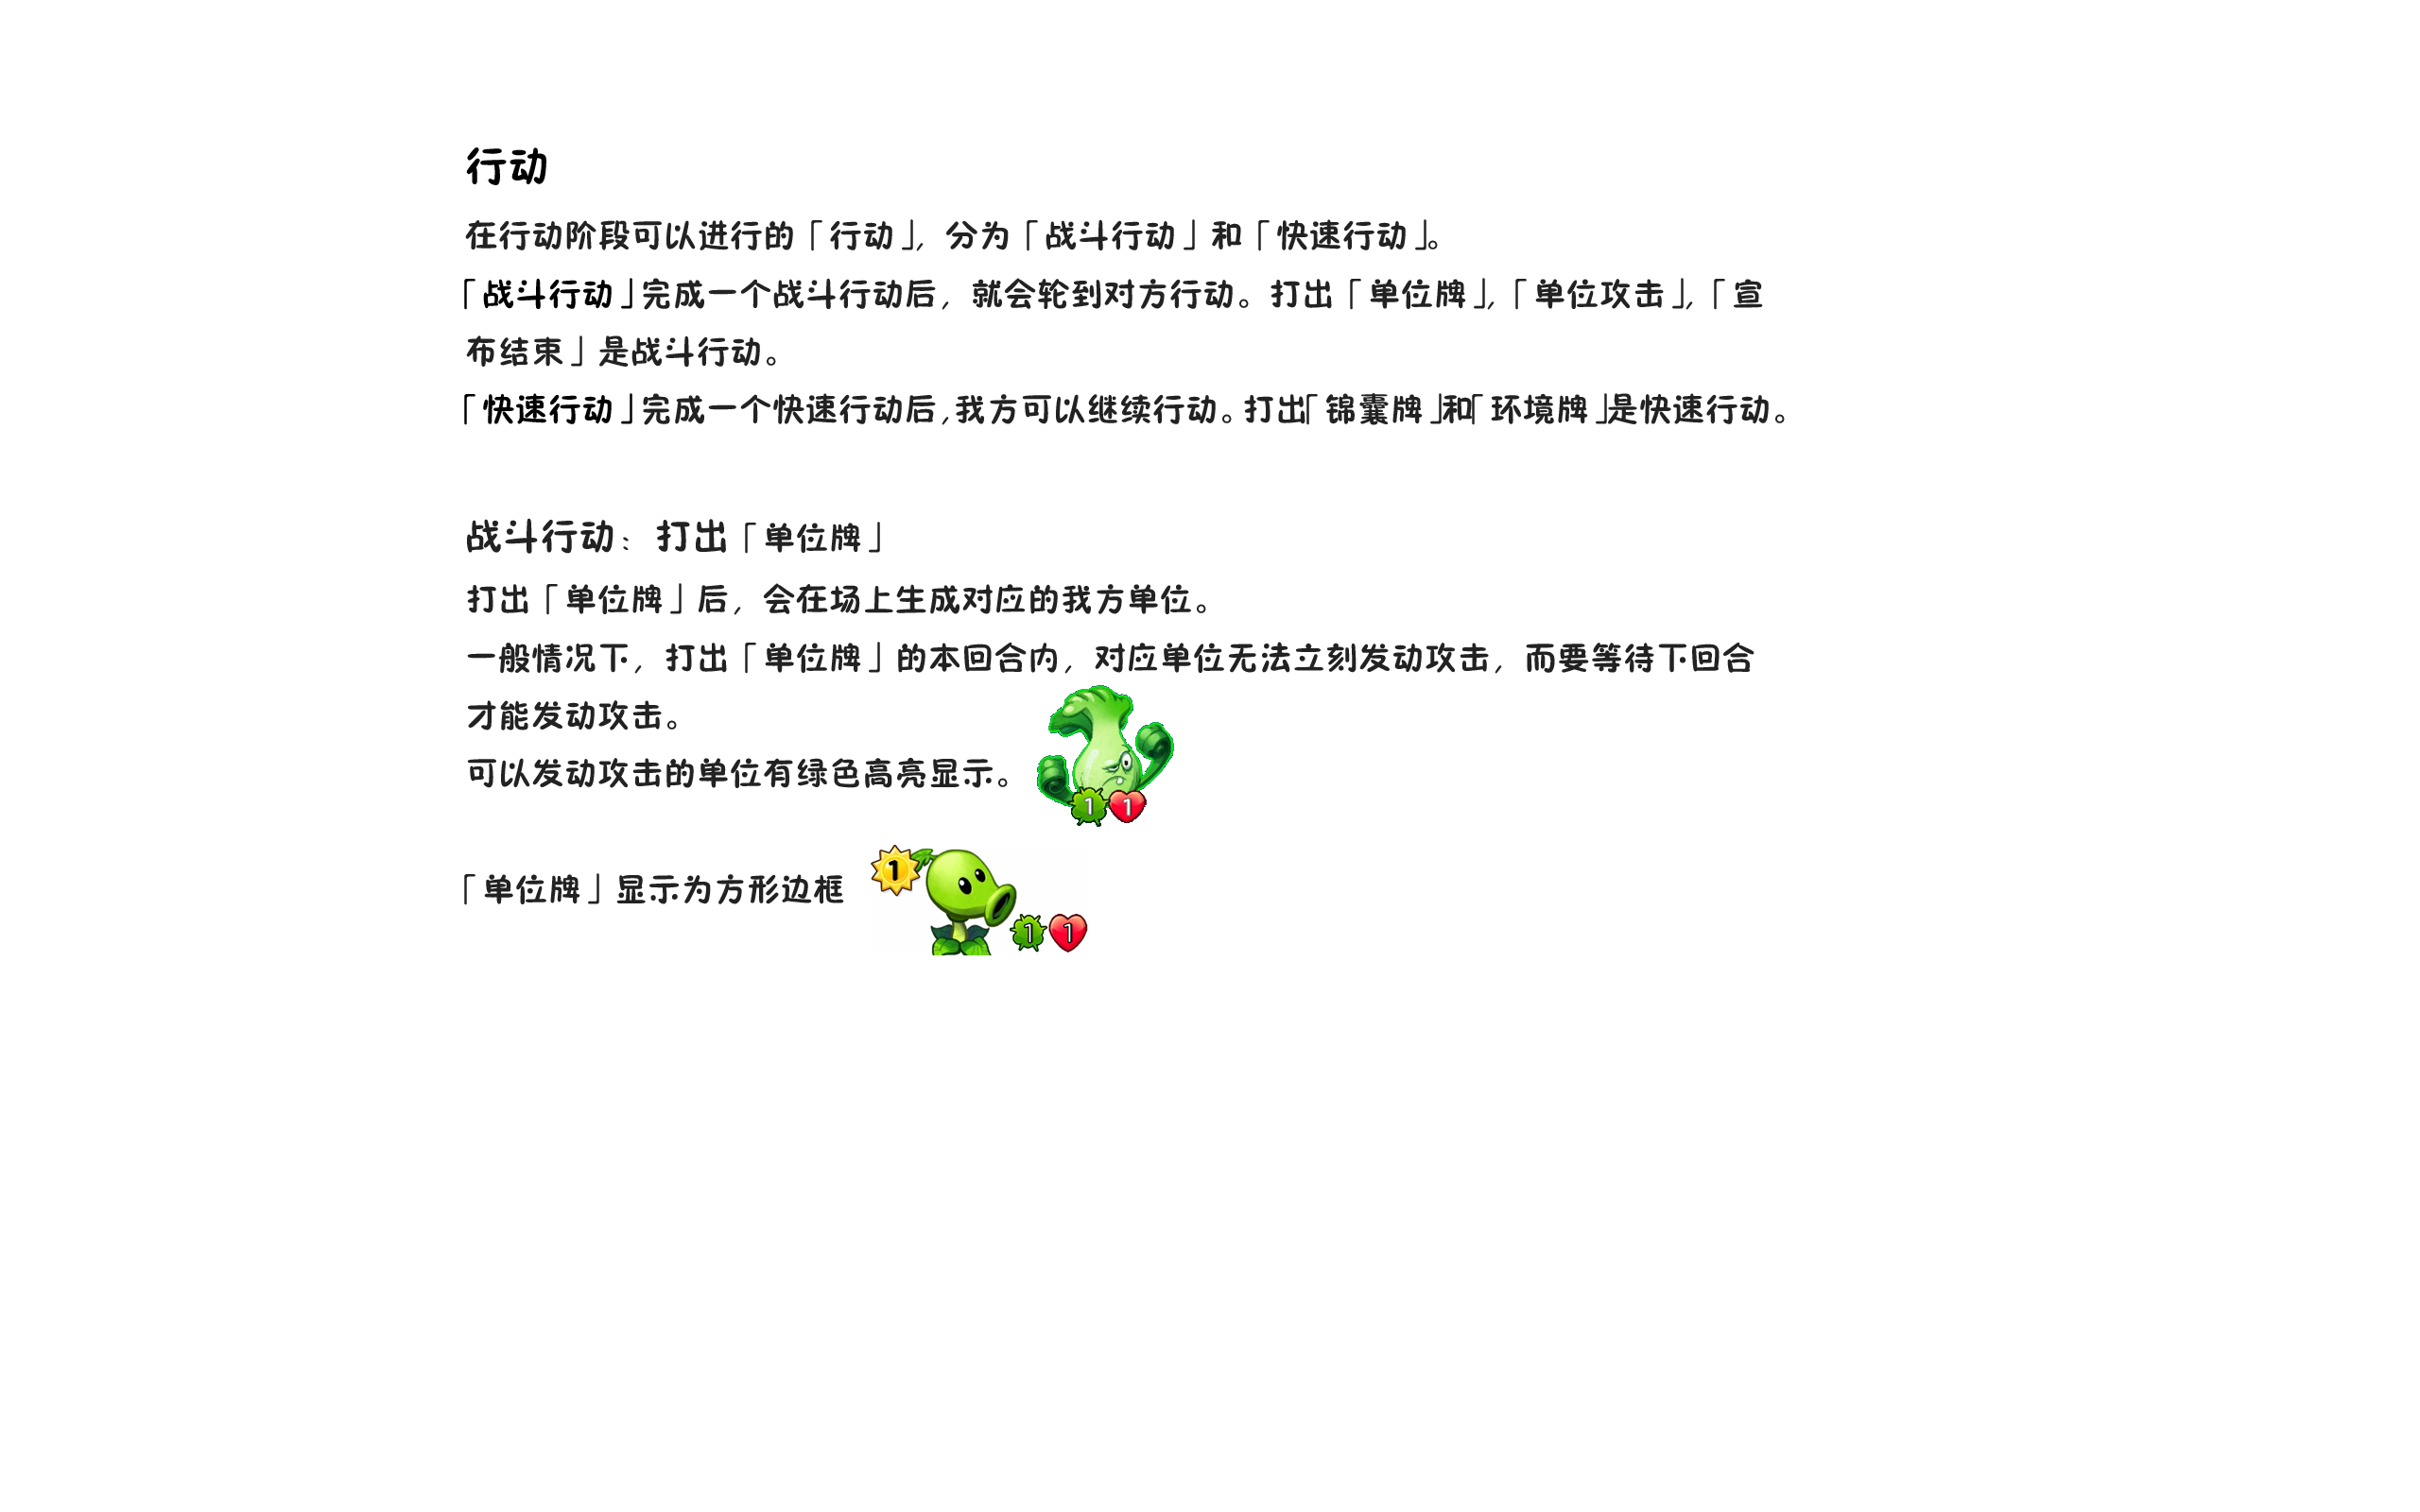 行动
在行动阶段可以进行的「行动」，分为「战斗行动」和「快速行动」。
「战斗行动」完成一个战斗行动后，就会轮到对方行动。打出「单位牌」，「单位攻击」，「宣
布结束」是战斗行动。
「快速行动」完成一个快速行动后，我方可以继续行动。打出「锦囊牌」和「环境牌」是快速行动。
战斗行动：打出「单位牌」
打出「单位牌」后，会在场上生成对应的我方单位。
一般情况下，打出「单位牌」的本回合内，对应单位无法立刻发动攻击，而要等待下回合
才能发动攻击。
可以发动攻击的单位有绿色高亮显示。
1 1
「单位牌」显示为方形边框
1
1 1